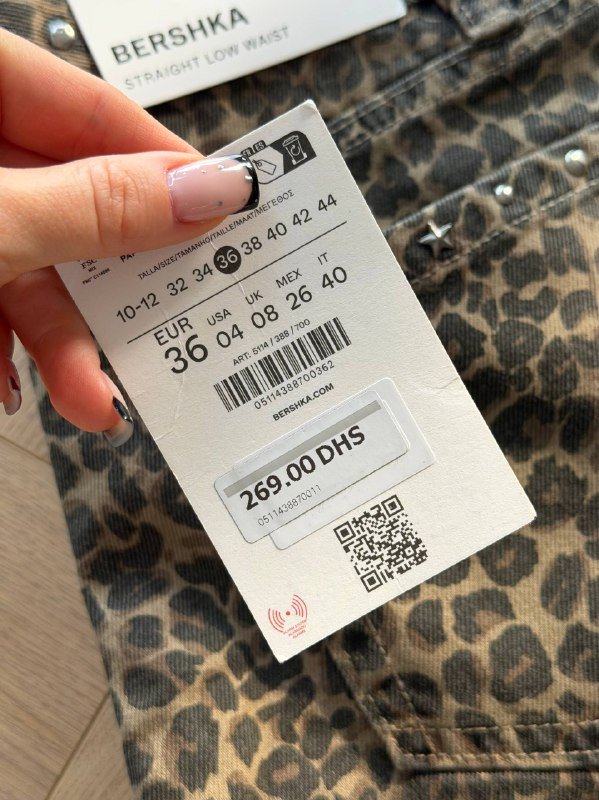 BERSHKA
STRAIGHT LOW WAIST
TALLA/SIZE/TAMANHO/TAILLE/MAAT/ΜΕΓΕΘΟΣ
10-12 32 34 36 38 40 42 44
EUR USA UK MEX IT
36 04 08 26 40
ART: 5114 / 388 / 700
05114388700362
BERSHKA.COM
269.00 DHS
0511438870011